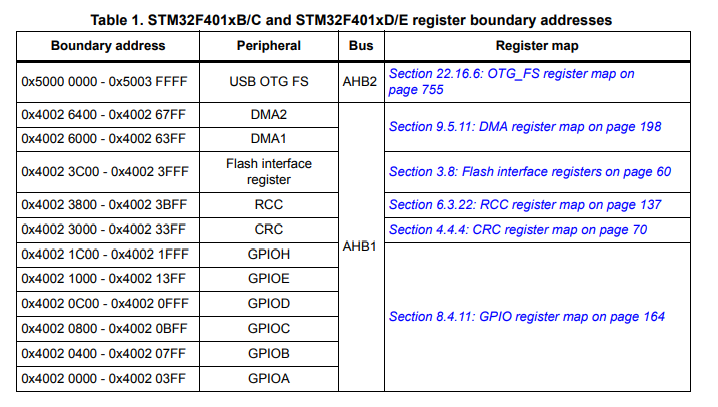 Table 1. STM32F401xB/C and STM32F401xD/E register boundary addresses
Boundary address Peripheral Bus Register map
0x5000 0000 - 0x5003 FFFF USB OTG FS AHB2 Section 22.16.6: OTG_FS register map on
page 755
0x4002 6400 - 0x4002 67FF DMA2
Section 9.5.11: DMA register map on page 198
0x4002 6000 - 0x4002 63FF DMA1
0x4002 3C00 - 0x4002 3FFF Flash interface
register Section 3.8: Flash interface registers on page 60
0x4002 3800 - 0x4002 3BFF RCC Section 6.3.22: RCC register map on page 137
0x4002 3000 - 0x4002 33FF CRC Section 4.4.4: CRC register map on page 70
AHB1
0x4002 1C00 - 0x4002 1FFF GPIOH
0x4002 1000 - 0x4002 13FF GPIOE
0x4002 0C00 - 0x4002 0FFF GPIOD
Section 8.4.11: GPIO register map on page 164
0x4002 0800 - 0x4002 0BFF GPIOC
0x4002 0400 - 0x4002 07FF GPIOB
0x4002 0000 - 0x4002 03FF GPIOA